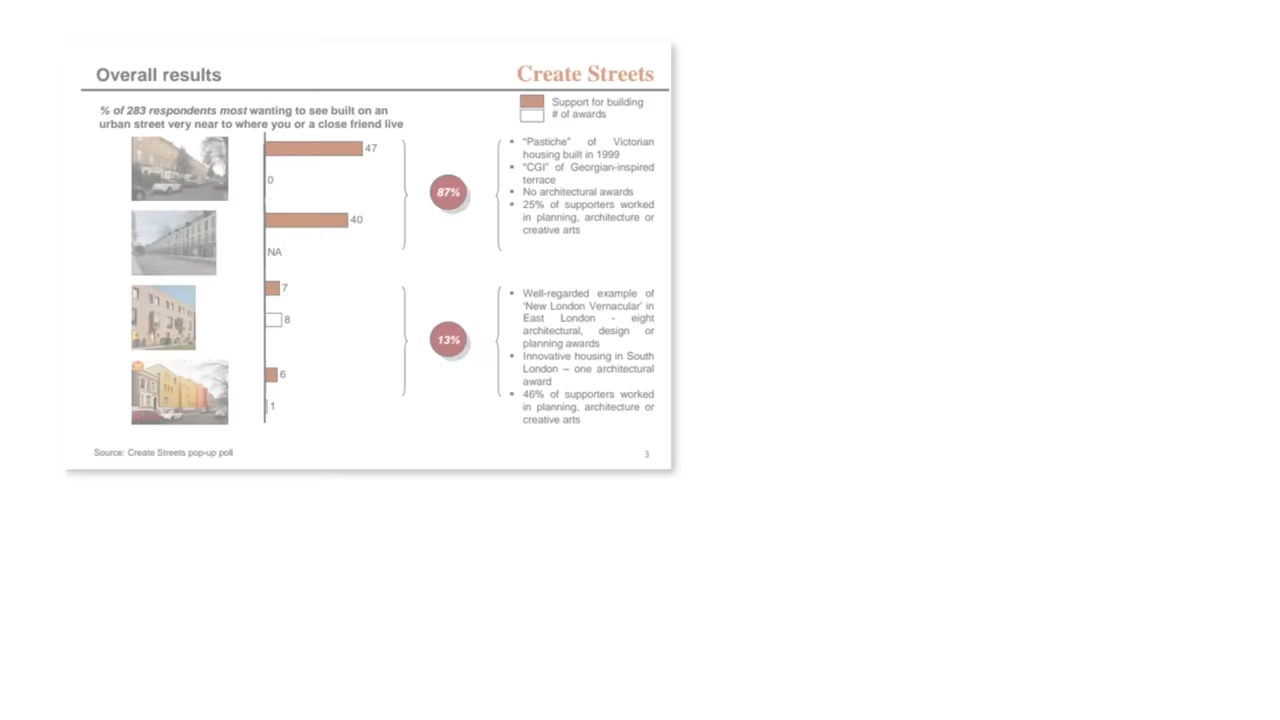 Overall results
Create Streets
Support for building
# of awards
% of 283 respondents most wanting to see built on an
urban street very near to where you or a close friend live
47
0
40
NA
7
8
6
1
87%
13%
▪ “Pastiche” of Victorian
housing built in 1999
▪ “CGI” of Georgian-inspired
terrace
▪ No architectural awards
▪ 25% of supporters worked
in planning, architecture or
creative arts
▪ Well-regarded example of
‘New London Vernacular’ in
East London - eight
architectural, design or
planning awards
▪ Innovative housing in South
London – one architectural
award
▪ 46% of supporters worked
in planning, architecture or
creative arts
Source: Create Streets pop-up poll
3